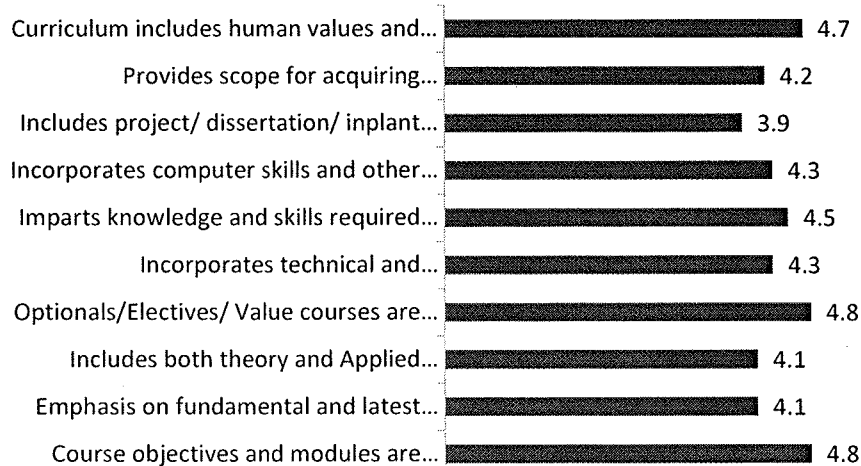 Curriculum includes human values and... 4.7
Provides scope for acquiring... 4.2
Includes project/ dissertation/ inplant... 3.9
Incorporates computer skills and other... 4.3
Imparts knowledge and skills required... 4.5
Incorporates technical and... 4.3
Optionals/Electives/ Value courses are... 4.8
Includes both theory and Applied... 4.1
Emphasis on fundamental and latest... 4.1
Course objectives and modules are... 4.8